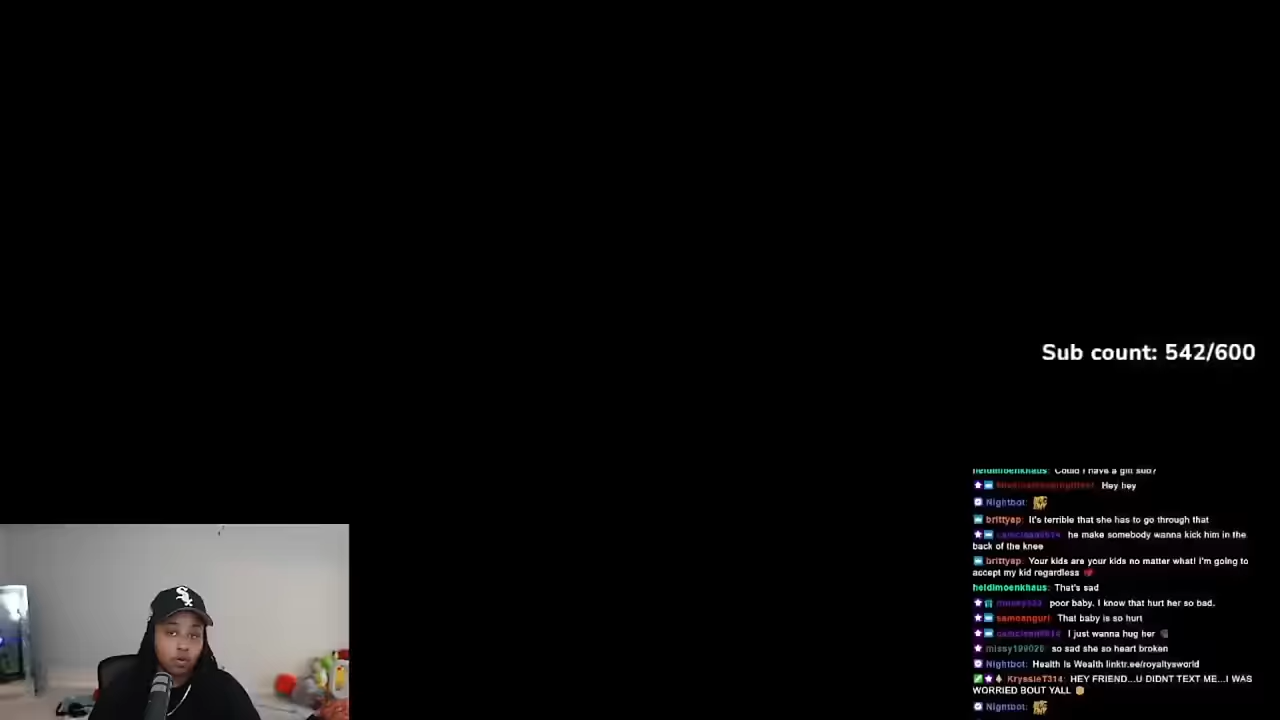 Sub count: 542/600
heidimoenkhaus: Could I have a gift sub?
Hey hey
Nightbot:
brittyap: It's terrible that she has to go through that
he make somebody wanna kick him in the
back of the knee
brittyap: Your kids are your kids no matter what! I'm going to
accept my kid regardless
heidimoenkhaus: That's sad
poor baby. I know that hurt her so bad.
samoangurl: That baby is so hurt
I just wanna hug her
missy199020: so sad she so heart broken
Nightbot: Health Is Wealth linktr.ee/royaltysworld
KryssieT314: HEY FRIEND...U DIDNT TEXT ME...I WAS
WORRIED BOUT YALL
Nightbot: